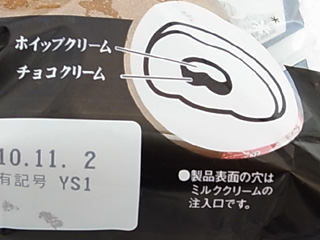 ホイップクリーム
チョコクリーム
10.11. 2
有記号 YS1
●製品表面の穴は
ミルククリームの
注入口です。